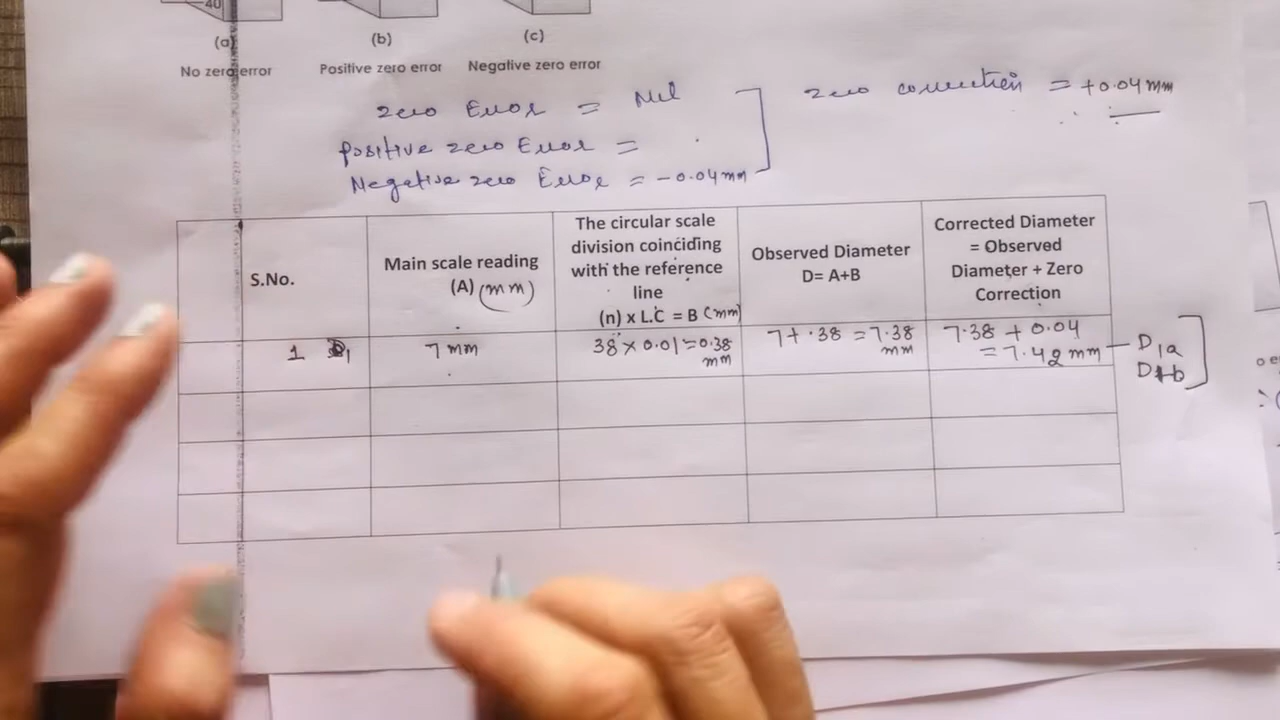 40
(a)
(b)
(c)
No zero error
Positive zero error
Negative zero error
zero Error = Nil
zero correction = +0.04 mm
positive zero Error =
Negative zero Error = -0.04 mm
S.No.
Main scale reading
(A) (mm)
The circular scale
division coinciding
with the reference
line
(n) x L.C = B (mm)
Observed Diameter
D= A+B
Corrected Diameter
= Observed
Diameter + Zero
Correction
1
7 mm
38 × 0.01 = 0.38
mm
7 + .38 = 7.38
mm
7.38 + 0.04
= 7.42 mm
D1a